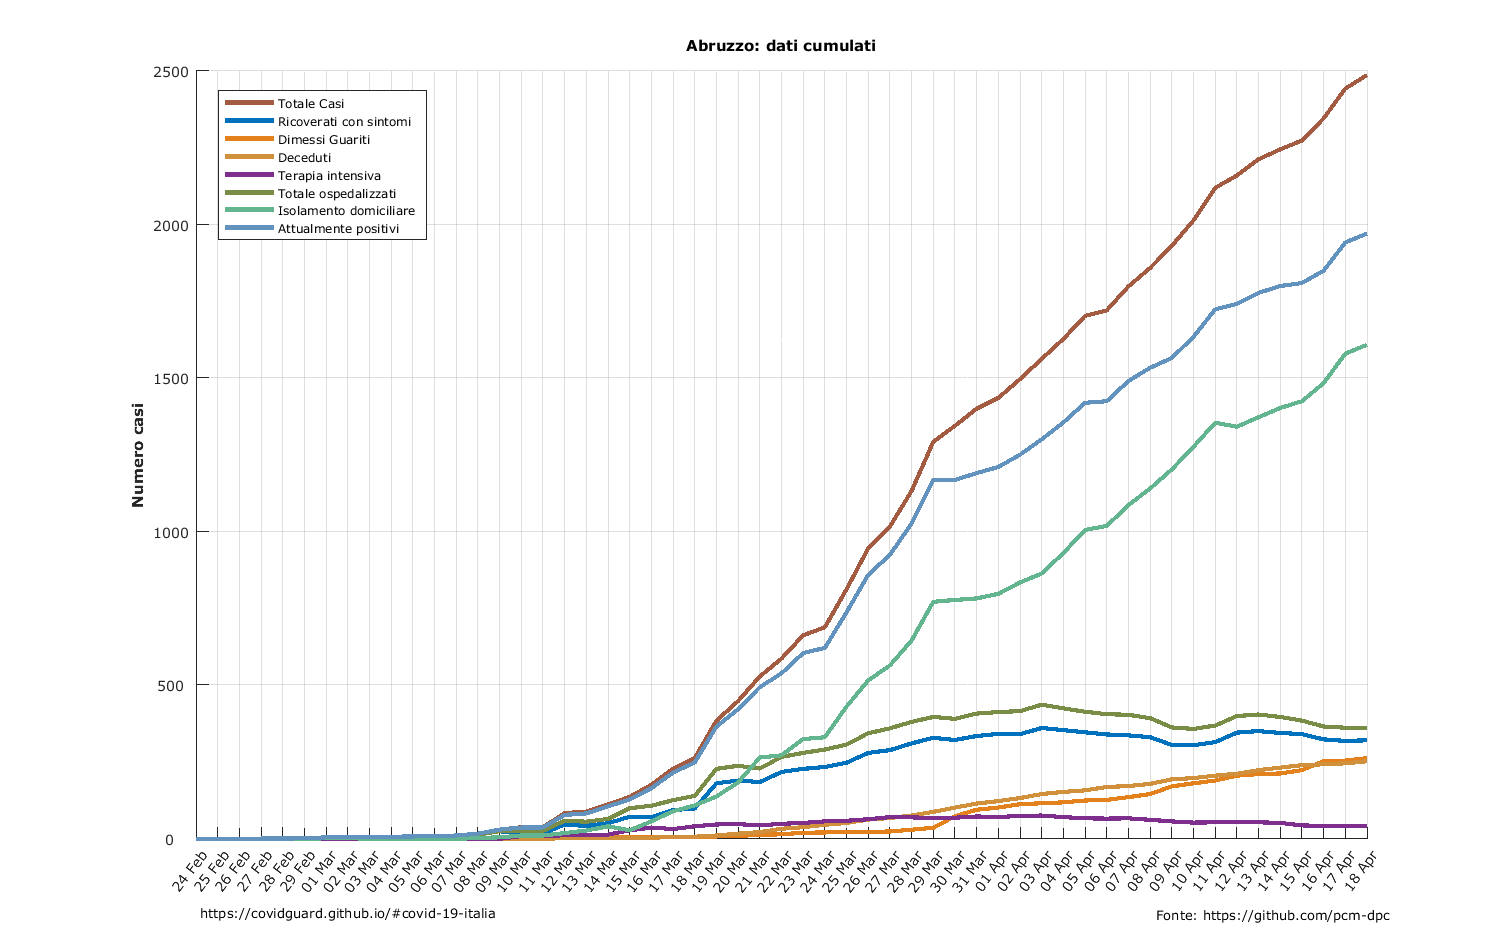 Abruzzo: dati cumulati
2500
2000
1500
1000
500
0
Numero casi
Totale Casi
Ricoverati con sintomi
Dimessi Guariti
Deceduti
Terapia intensiva
Totale ospedalizzati
Isolamento domiciliare
Attualmente positivi
24 Feb
25 Feb
26 Feb
27 Feb
28 Feb
29 Feb
01 Mar
02 Mar
03 Mar
04 Mar
05 Mar
06 Mar
07 Mar
08 Mar
09 Mar
10 Mar
11 Mar
12 Mar
13 Mar
14 Mar
15 Mar
16 Mar
17 Mar
18 Mar
19 Mar
20 Mar
21 Mar
22 Mar
23 Mar
24 Mar
25 Mar
26 Mar
27 Mar
28 Mar
29 Mar
30 Mar
31 Mar
01 Apr
02 Apr
03 Apr
04 Apr
05 Apr
06 Apr
07 Apr
08 Apr
09 Apr
10 Apr
11 Apr
12 Apr
13 Apr
14 Apr
15 Apr
16 Apr
17 Apr
18 Apr
https://covidguard.github.io/#covid-19-italia
Fonte: https://github.com/pcm-dpc